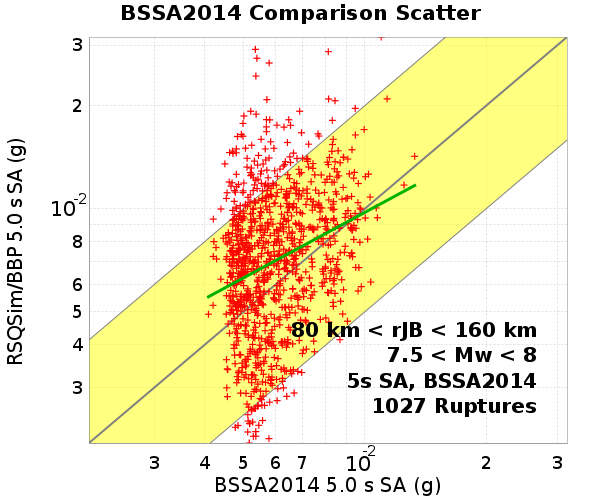 BSSA2014 Comparison Scatter
RSQSim/BBP 5.0 s SA (g)
3
2
10-2
8
6
5
4
3
80 km < rJB < 160 km
7.5 < Mw < 8
5s SA, BSSA2014
1027 Ruptures
3 4 5 6 7 10-2 2 3
BSSA2014 5.0 s SA (g)